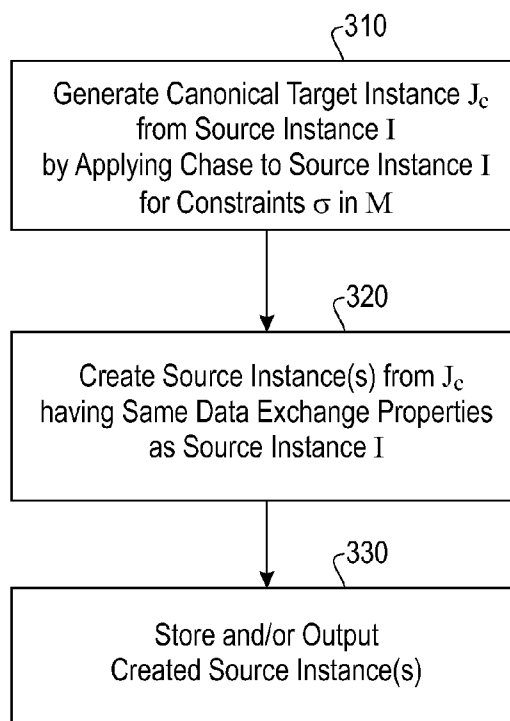 310
Generate Canonical Target Instance Jc
from Source Instance I
by Applying Chase to Source Instance I
for Constraints σ in M
320
Create Source Instance(s) from Jc
having Same Data Exchange Properties
as Source Instance I
330
Store and/or Output
Created Source Instance(s)